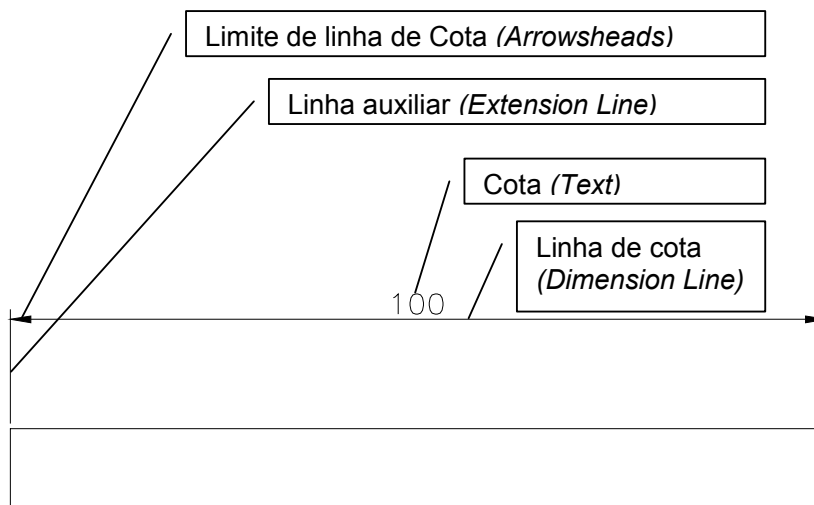 Limite de linha de Cota (Arrowsheads)
Linha auxiliar (Extension Line)
Cota (Text)
Linha de cota
(Dimension Line)
100